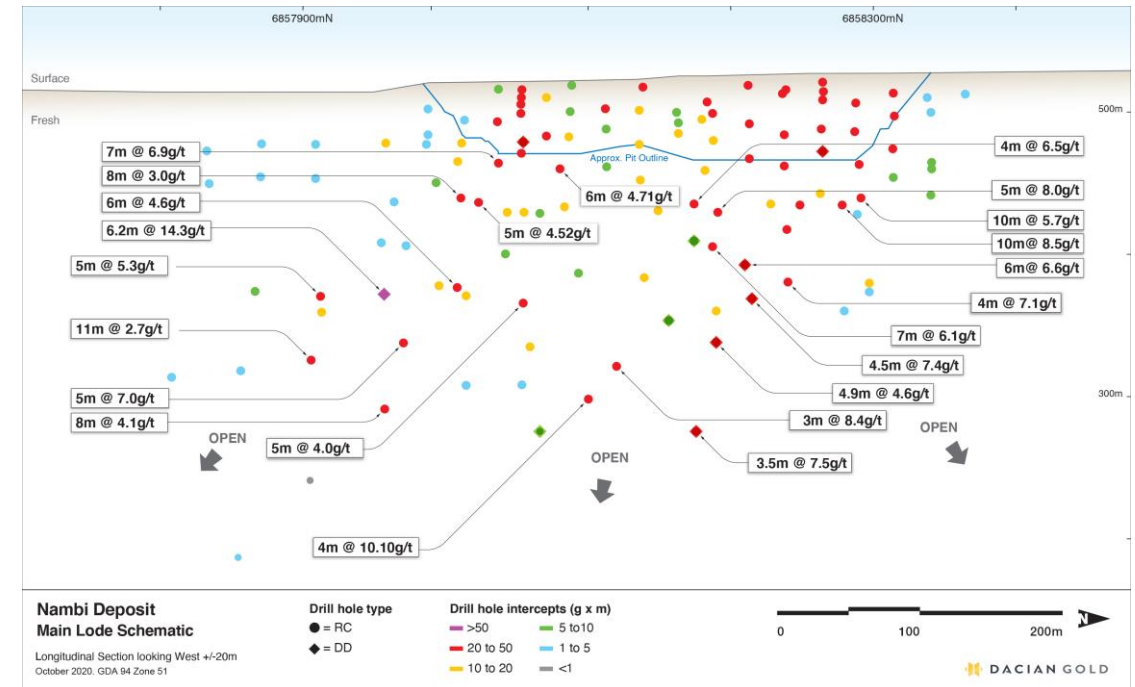 6857900mN
6858300mN
Surface
Fresh
500m
300m
Approx. Pit Outline
7m @ 6.9g/t
8m @ 3.0g/t
6m @ 4.6g/t
6.2m @ 14.3g/t
5m @ 5.3g/t
11m @ 2.7g/t
5m @ 7.0g/t
8m @ 4.1g/t
5m @ 4.0g/t
4m @ 10.10g/t
6m @ 4.71g/t
5m @ 4.52g/t
4m @ 6.5g/t
5m @ 8.0g/t
10m @ 5.7g/t
10m@ 8.5g/t
6m@ 6.6g/t
4m @ 7.1g/t
7m @ 6.1g/t
4.5m @ 7.4g/t
4.9m @ 4.6g/t
3m @ 8.4g/t
3.5m @ 7.5g/t
OPEN
OPEN
OPEN
Nambi Deposit
Main Lode Schematic
Longitudinal Section looking West +/-20m
October 2020. GDA 94 Zone 51
Drill hole type
= RC
= DD
Drill hole intercepts (g x m)
>50
20 to 50
10 to 20
5 to10
1 to 5
<1
0 100 200m
N
DACIAN GOLD